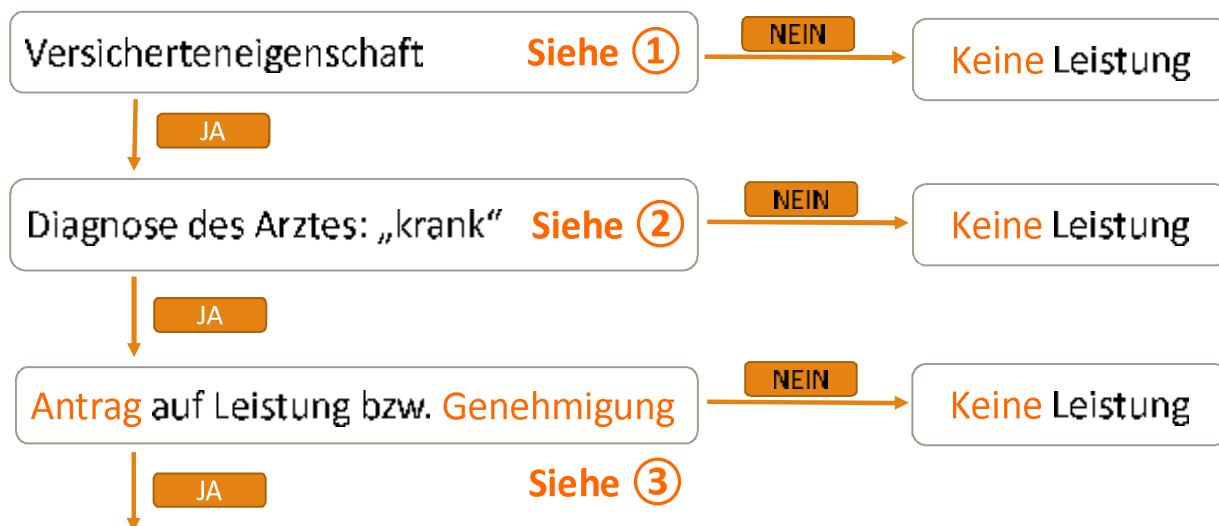 Versicherteneigenschaft Siehe ① NEIN Keine Leistung
JA
Diagnose des Arztes: „krank“ Siehe ② NEIN Keine Leistung
JA
Antrag auf Leistung bzw. Genehmigung NEIN Keine Leistung
JA Siehe ③